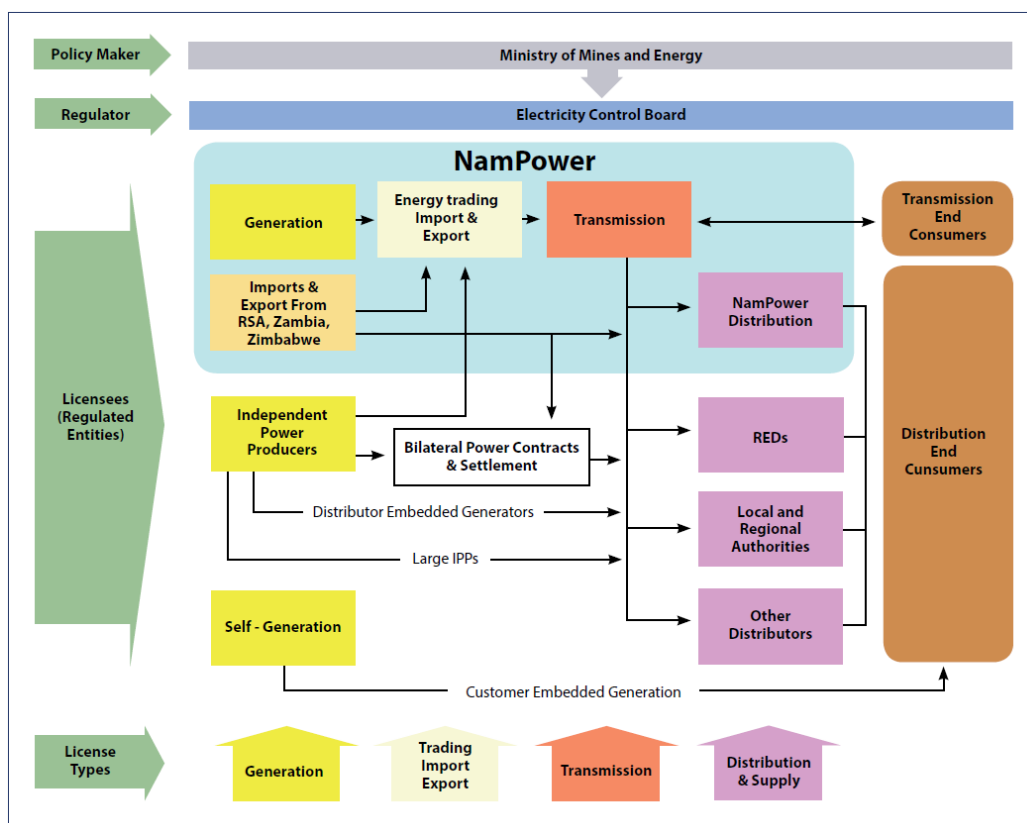 Policy Maker
Ministry of Mines and Energy
Regulator
Electricity Control Board
NamPower
Generation
Energy trading
Import &
Export
Transmission
Transmission
End
Consumers
Imports &
Export From
RSA, Zambia,
Zimbabwe
NamPower
Distribution
Licensees
(Regulated
Entities)
Independent
Power
Producers
Bilateral Power Contracts
& Settlement
REDs
Distribution
End
Cunsumers
Distributor Embedded Generators
Local and
Regional
Authorities
Large IPPs
Self - Generation
Other
Distributors
Customer Embedded Generation
License
Types
Generation
Trading
Import
Export
Transmission
Distribution
& Supply